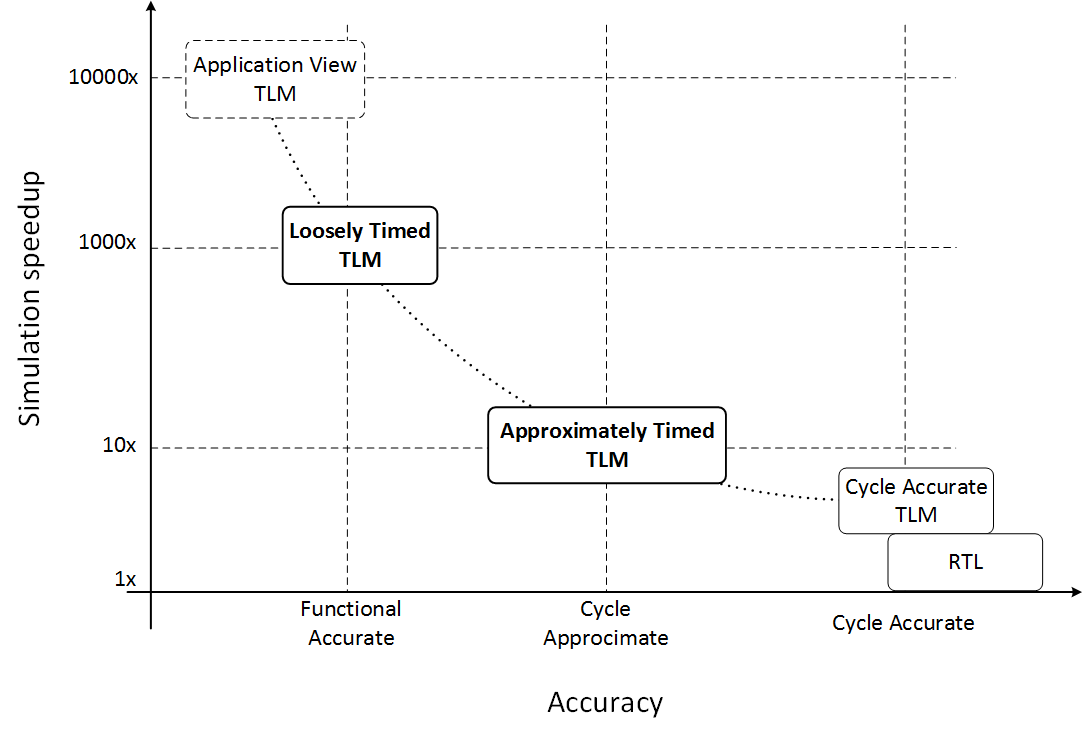 10000x
Application View
TLM
1000x
Loosely Timed
TLM
Simulation speedup
10x
Approximately Timed
TLM
Cycle Accurate
TLM
RTL
1x
Functional
Accurate
Cycle
Approcimate
Cycle Accurate
Accuracy